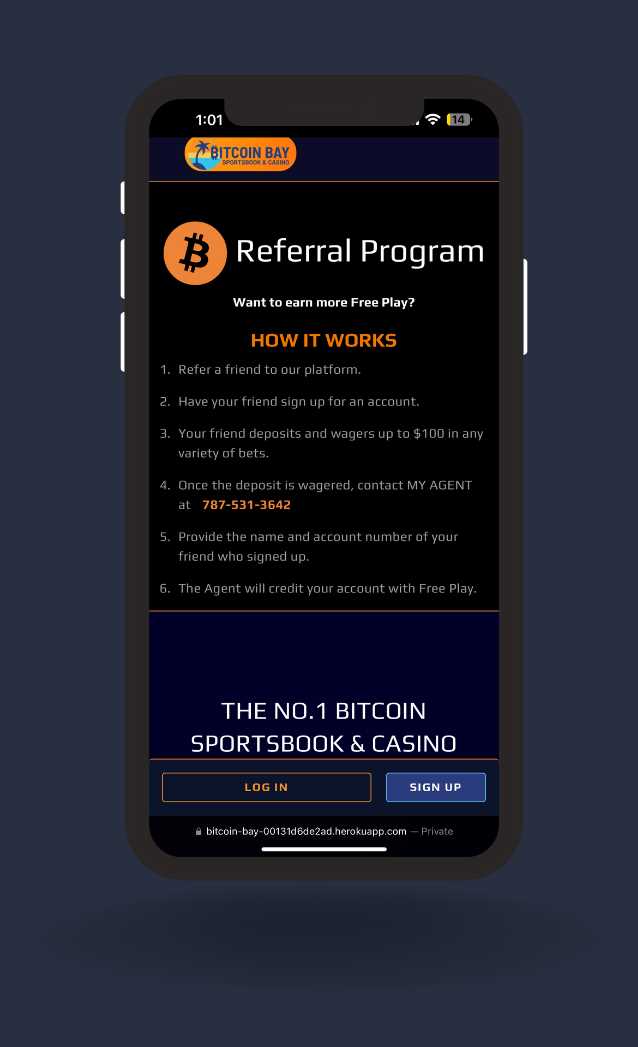 1:01
14
BITCOIN BAY
SPORTSBOOK & CASINO
Referral Program
Want to earn more Free Play?
HOW IT WORKS
1. Refer a friend to our platform.
2. Have your friend sign up for an account.
3. Your friend deposits and wagers up to $100 in any
variety of bets.
4. Once the deposit is wagered, contact MY AGENT
at 787-531-3642
5. Provide the name and account number of your
friend who signed up.
6. The Agent will credit your account with Free Play.
THE NO.1 BITCOIN
SPORTSBOOK & CASINO
LOG IN
SIGN UP
bitcoin-bay-00131d6de2ad.herokuapp.com — Private